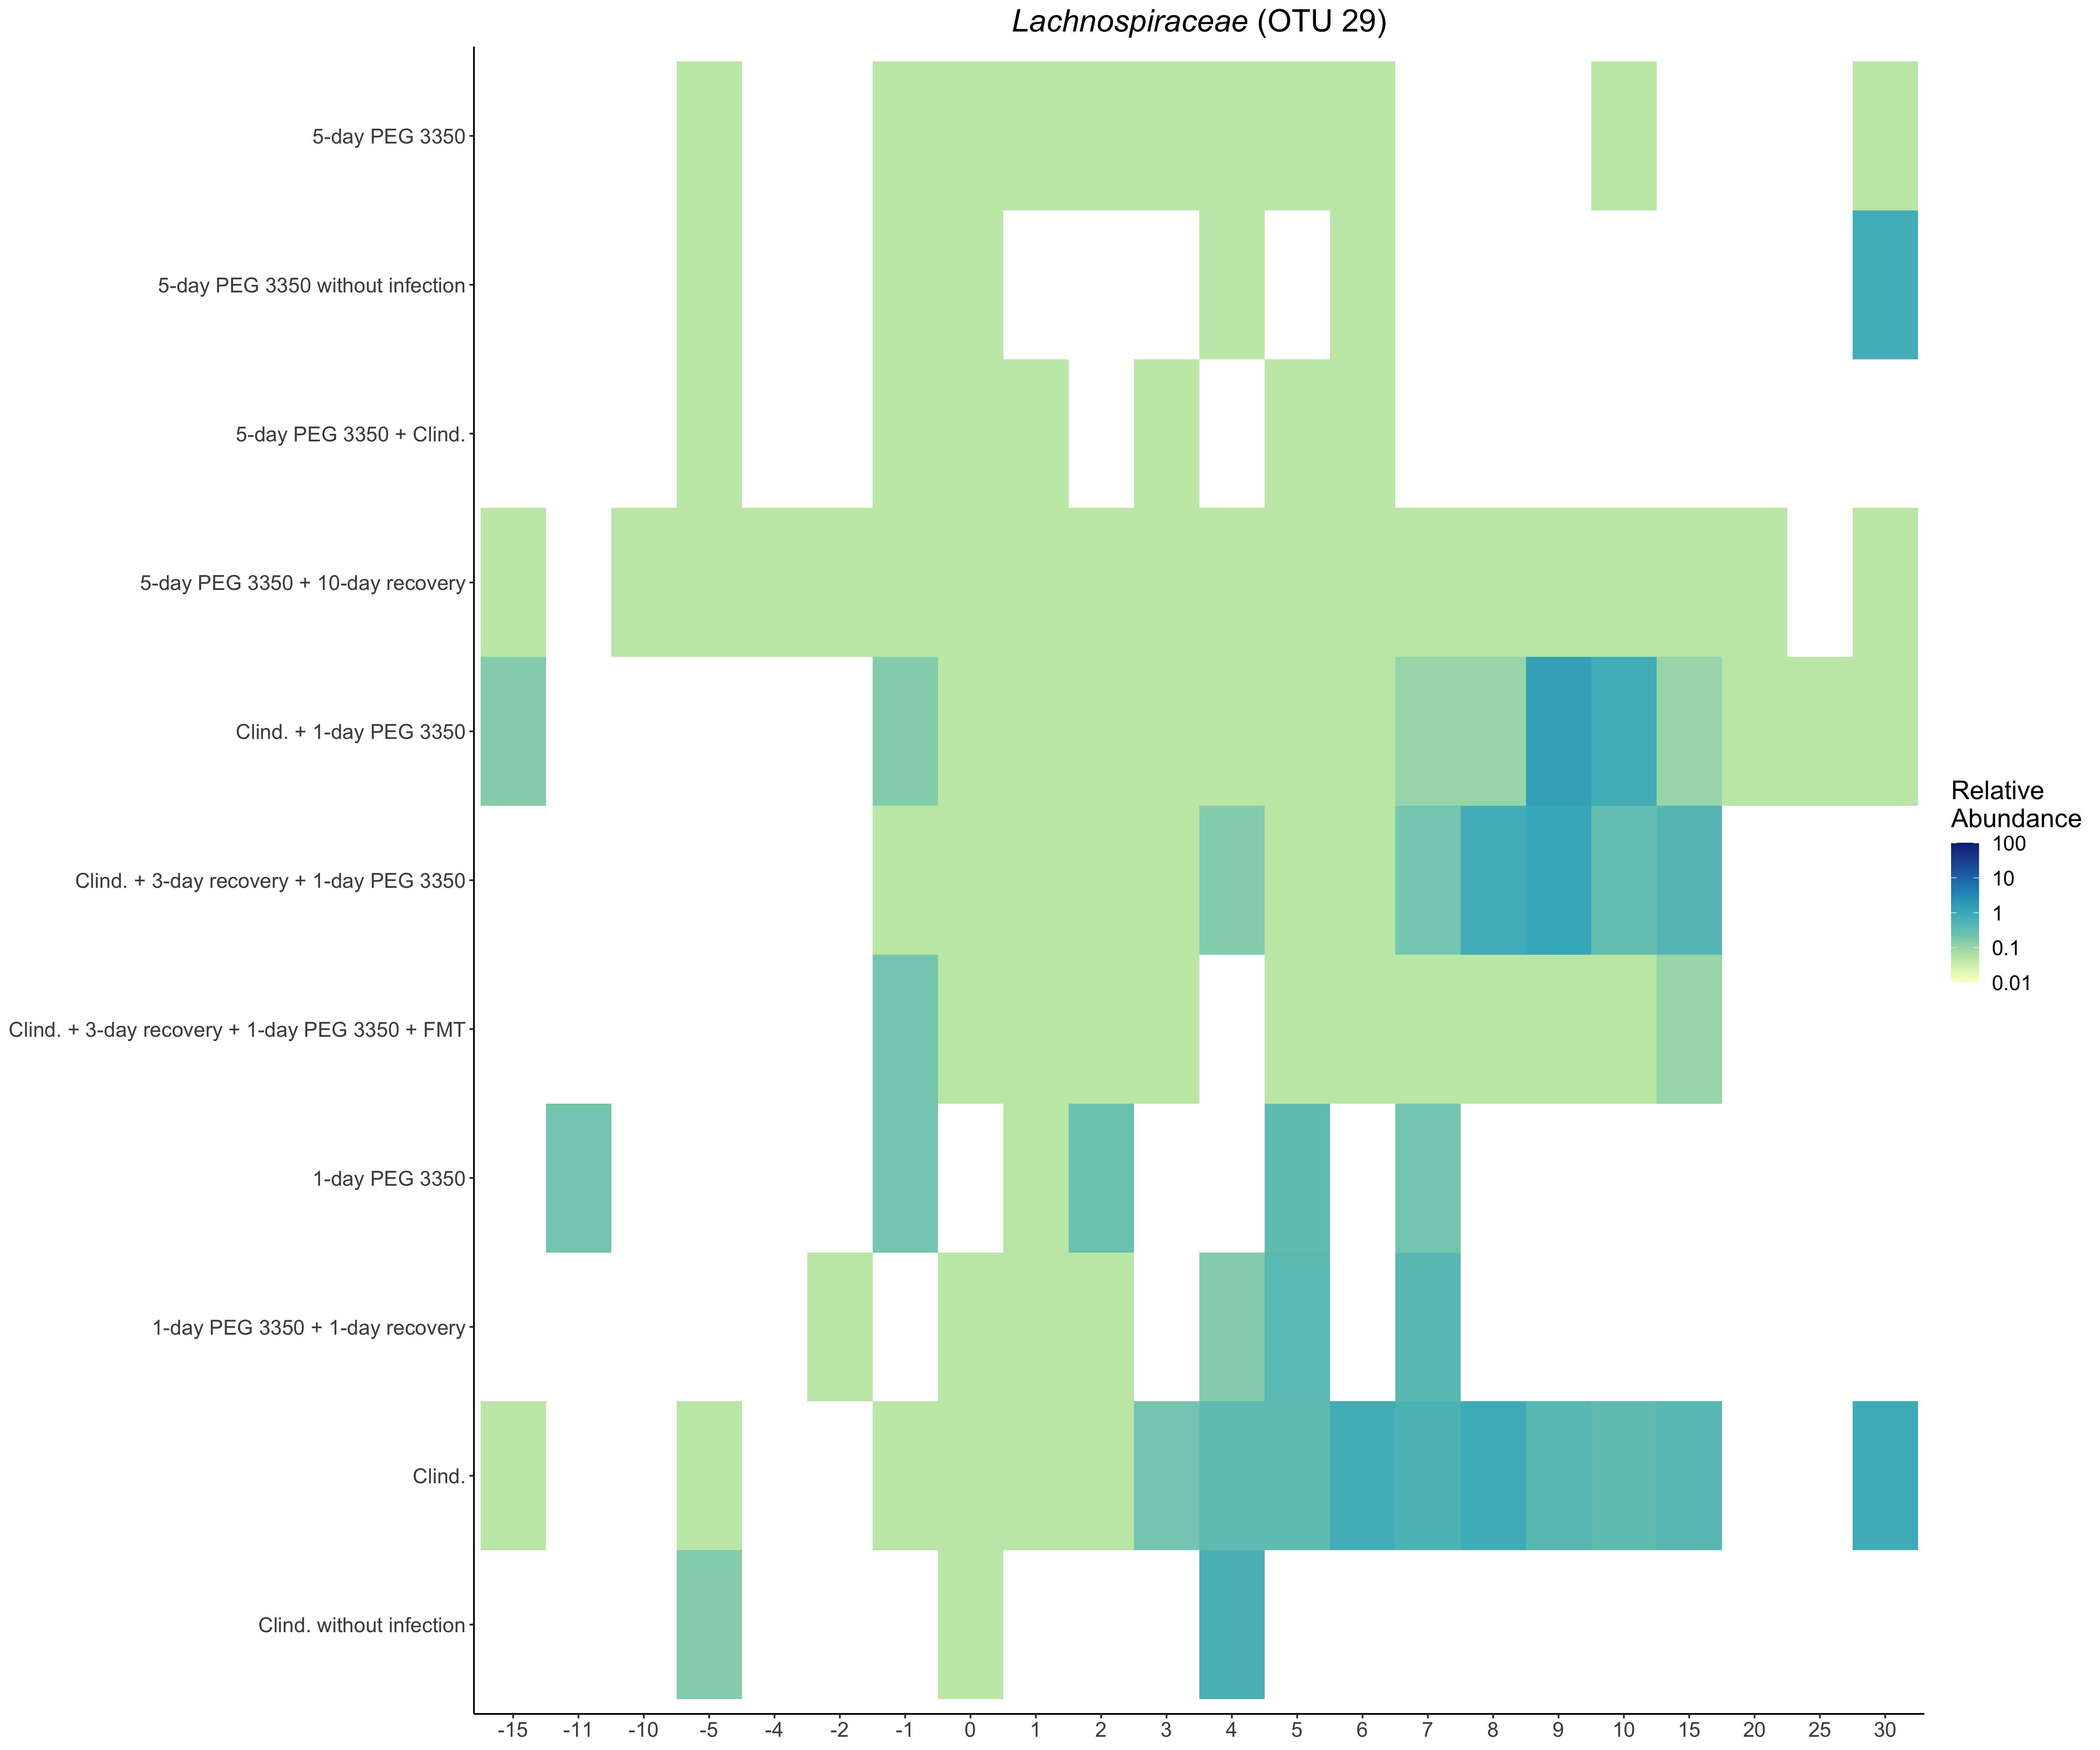 Lachnospiraceae (OTU 29)
5-day PEG 3350
5-day PEG 3350 without infection
5-day PEG 3350 + Clind.
5-day PEG 3350 + 10-day recovery
Clind. + 1-day PEG 3350
Clind. + 3-day recovery + 1-day PEG 3350
Clind. + 3-day recovery + 1-day PEG 3350 + FMT
1-day PEG 3350
1-day PEG 3350 + 1-day recovery
Clind.
Clind. without infection
-15 -11 -10 -5 -4 -2 -1 0 1 2 3 4 5 6 7 8 9 10 15 20 25 30
Relative
Abundance
100
10
1
0.1
0.01